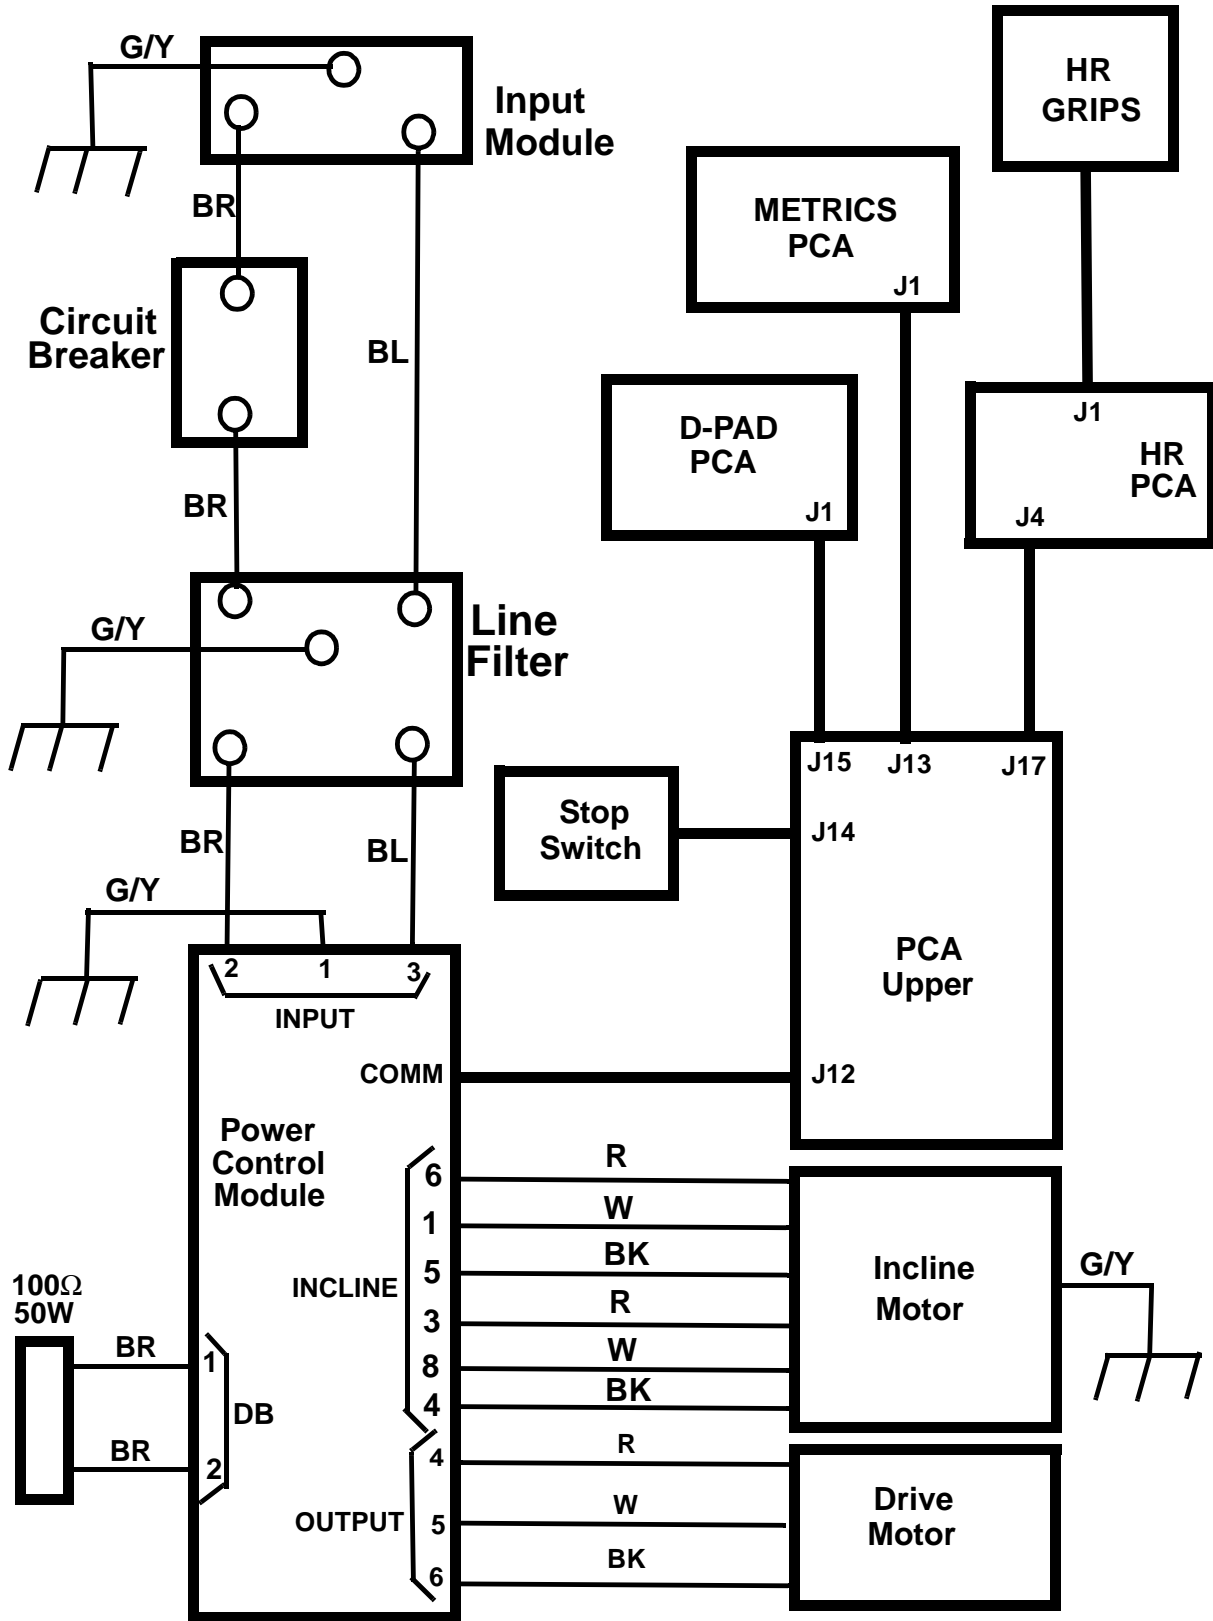 G/Y
Input
Module
HR
GRIPS
BR
METRICS
PCA
J1
Circuit
Breaker
BL
D-PAD
PCA
J1
J1
HR
PCA
J4
BR
G/Y
Line
Filter
J15
J13
J17
Stop
Switch
J14
BR
BL
G/Y
PCA
Upper
2
1
3
INPUT
COMM
J12
Power
Control
Module
6
R
1
W
5
BK
INCLINE
3
R
8
W
4
BK
Incline
Motor
G/Y
100Ω
50W
BR
1
DB
BR
2
4
R
OUTPUT
5
W
6
BK
Drive
Motor